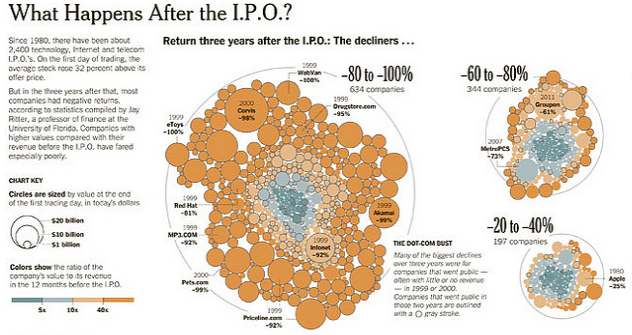 What Happens After the I.P.O.?
Since 1980, there have been about
2,400 technology, Internet and telecom
I.P.O.'s. On the first day of trading, the
average stock rose 32 percent above its
offer price.
But in the three years after that, most
companies had negative returns,
according to statistics compiled by Jay
Ritter, a professor of finance at the
University of Florida. Companies with
higher values compared with their
revenue before the I.P.O. have fared
especially poorly.
CHART KEY
Circles are sized by value at the end
of the first trading day, in today's dollars
$20 billion
$10 billion
$1 billion
Colors show the ratio of the
company's value to its revenue
in the 12 months before the I.P.O.
5x 10x 40x
Return three years after the I.P.O.: The decliners ...
–80 to –100%
634 companies
1999
WebVan
–100%
2000
Corvis
–98%
1999
Drugstore.com
–95%
1999
eToys
–100%
1999
Red Hat
–81%
1999
MP3.COM
–92%
1999
Akamai
–99%
1999
Infonet
–92%
2000
Pets.com
–99%
1999
Priceline.com
–92%
THE DOT-COM BUST
Many of the biggest declines
over three years were for
companies that went public —
often with little or no revenue
— in 1999 or 2000.
Companies that went public in
those two years are outlined
with a gray stroke.
–60 to –80%
344 companies
2011
Groupon
–61%
2007
MetroPCS
–73%
–20 to –40%
197 companies
1980
Apple
–25%